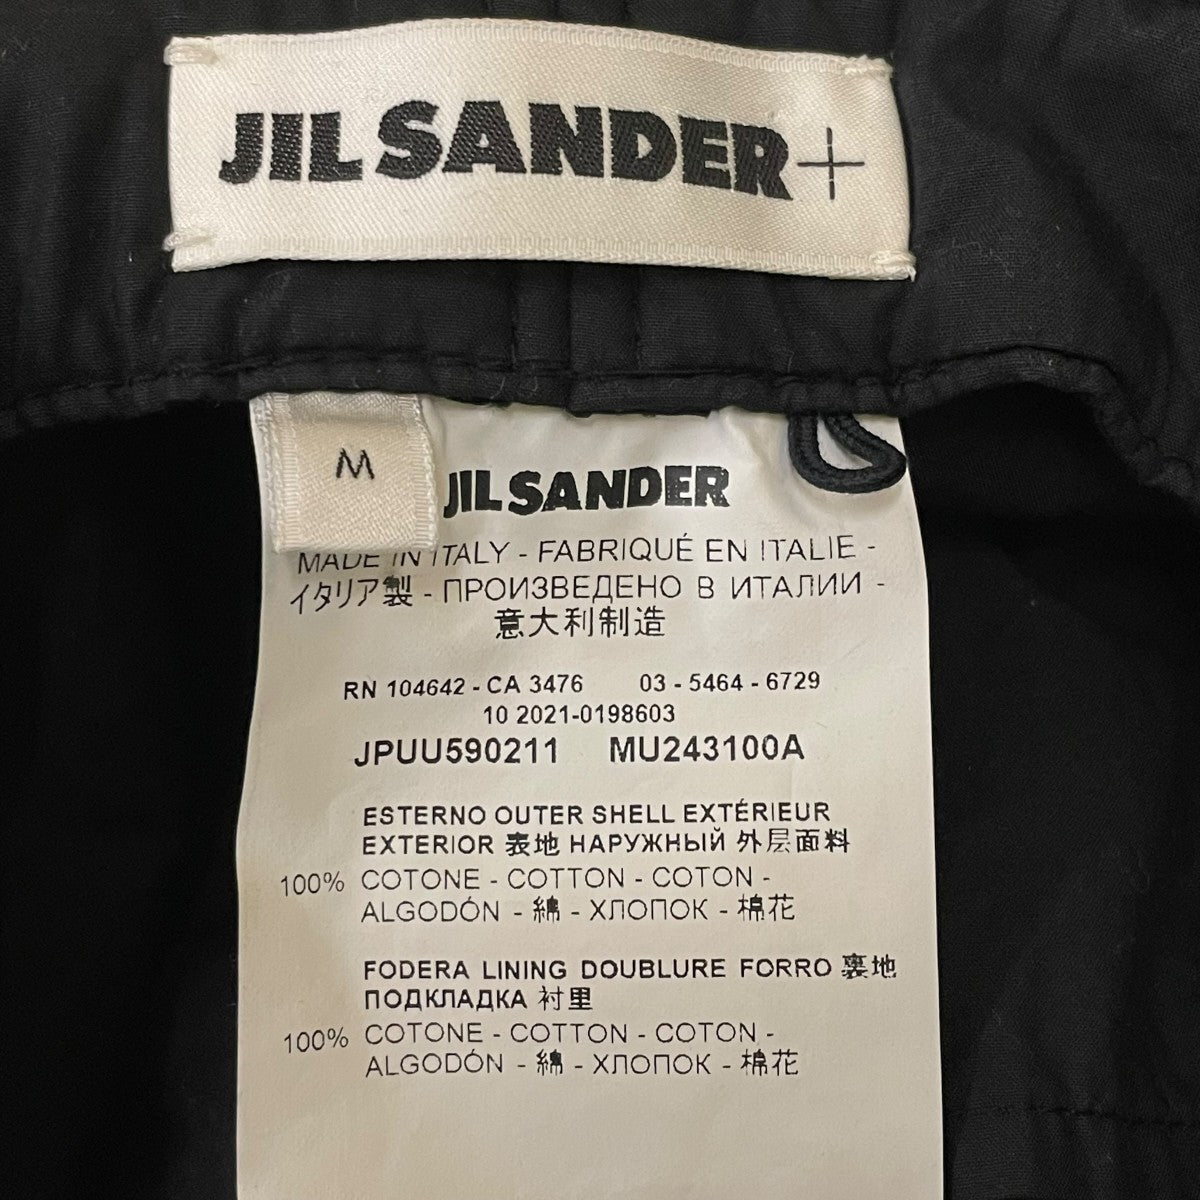 JIL SANDER+
M
JIL SANDER
MADE IN ITALY - FABRIQUÉ EN ITALIE -
イタリア製 - ПРОИЗВЕДЕНО В ИТАЛИИ -
意大利制造
RN 104642 - CA 3476 03 - 5464 - 6729
10 2021-0198603
JPUU590211 MU243100A
ESTERNO OUTER SHELL EXTÉRIEUR
EXTERIOR 表地 НАРУЖНЫЙ 外层面料
100% COTONE - COTTON - COTON -
ALGODÓN - 綿 - ХЛОПОК - 棉花
FODERA LINING DOUBLURE FORRO 裏地
ПОДКЛАДКА 衬里
100% COTONE - COTTON - COTON -
ALGODÓN - 綿 - ХЛОПОК - 棉花